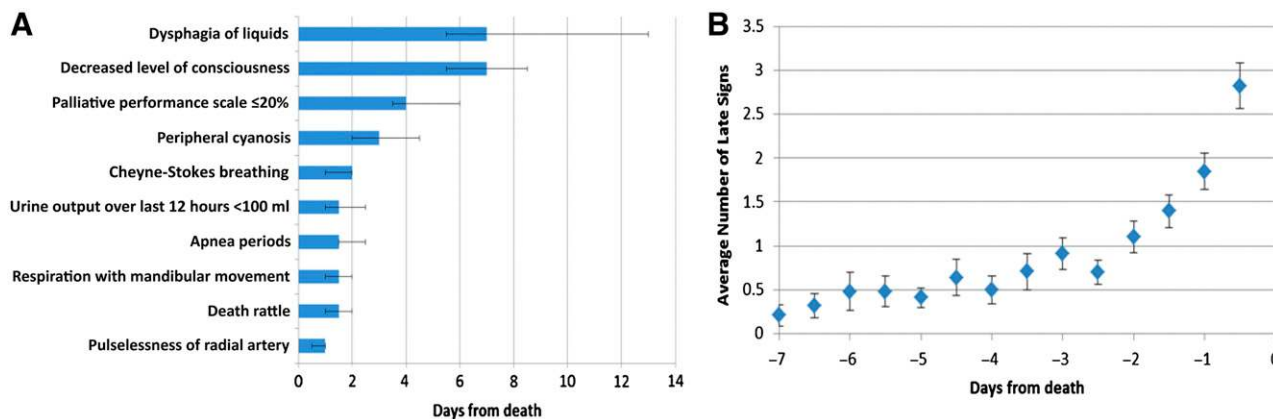 A
Dysphagia of liquids
Decreased level of consciousness
Palliative performance scale ≤20%
Peripheral cyanosis
Cheyne-Stokes breathing
Urine output over last 12 hours <100 ml
Apnea periods
Respiration with mandibular movement
Death rattle
Pulselessness of radial artery
0 2 4 6 8 10 12 14
Days from death
B
Average Number of Late Signs
3.5
3
2.5
2
1.5
1
0.5
0
−7 −6 −5 −4 −3 −2 −1 0
Days from death